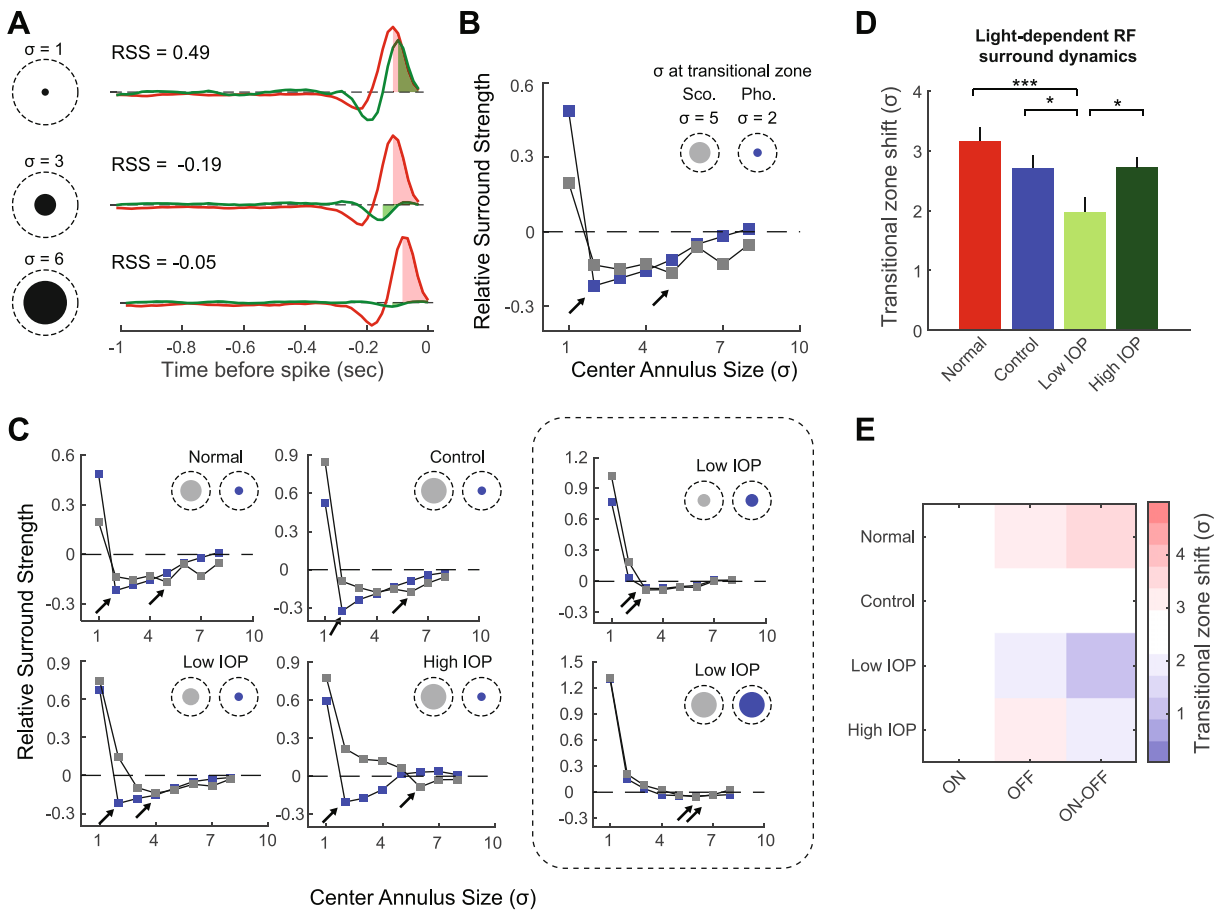 A
σ = 1
RSS = 0.49
σ = 3
RSS = -0.19
σ = 6
RSS = -0.05
-1 -0.8 -0.6 -0.4 -0.2 0
Time before spike (sec)
B
σ at transitional zone
Sco. Pho.
σ = 5 σ = 2
0.6
0.3
0
-0.3
Relative Surround Strength
1 4 7 10
Center Annulus Size (σ)
C
Relative Surround Strength
Normal
0.6
0.3
0
-0.3
1 4 7 10
Control
0.9
0.6
0.3
0
-0.3
1 4 7 10
Low IOP
1.2
0.9
0.6
0.3
0
-0.3
1 4 7 10
Low IOP
0.9
0.6
0.3
0
-0.3
1 4 7 10
High IOP
0.9
0.6
0.3
0
-0.3
1 4 7 10
Low IOP
1.5
1.2
0.9
0.6
0.3
0
-0.3
1 4 7 10
Center Annulus Size (σ)
D
Light-dependent RF
surround dynamics
***
* *
4
3
2
1
0
Transitional zone shift (σ)
Normal
Control
Low IOP
High IOP
E
Normal
Control
Low IOP
High IOP
ON
OFF
ON-OFF
4
3
2
1
Transitional zone shift (σ)